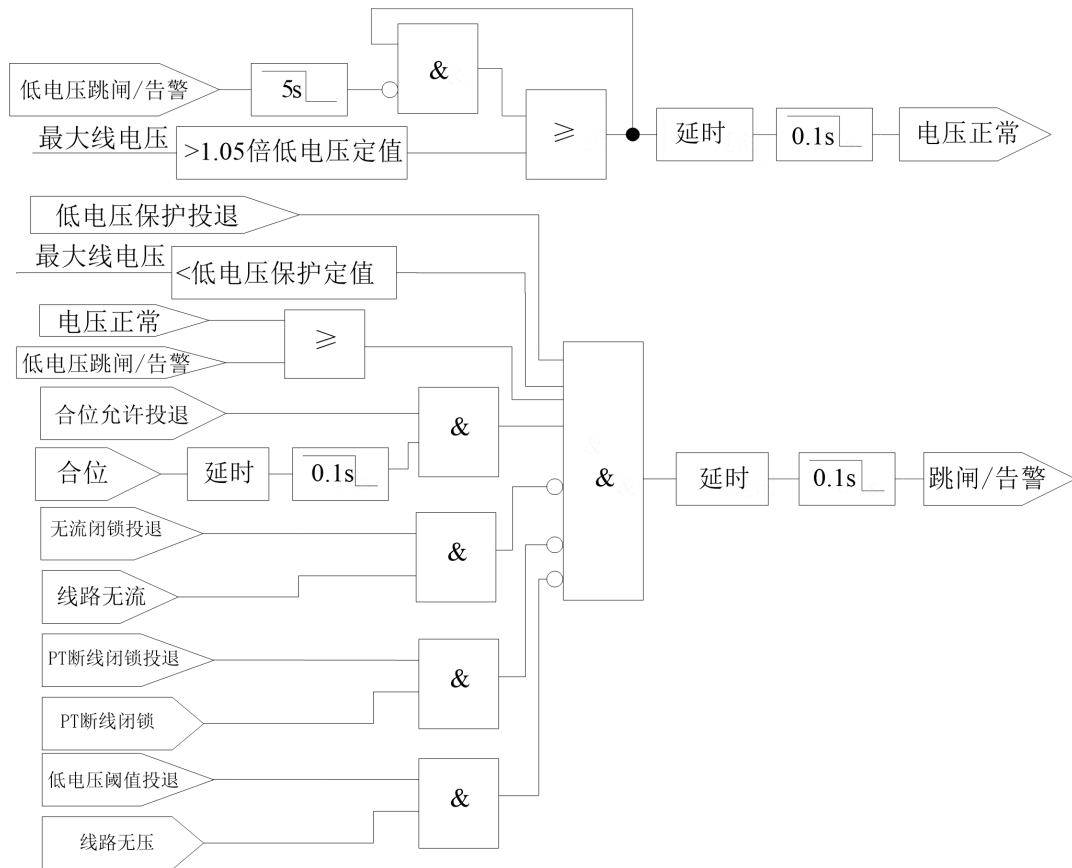 &
低电压跳闸/告警
5s
最大线电压
>1.05倍低电压定值
≥
延时
0.1s
电压正常
低电压保护投退
最大线电压
<低电压保护定值
电压正常
≥
低电压跳闸/告警
合位允许投退
&
合位
延时
0.1s
&
延时
0.1s
跳闸/告警
无流闭锁投退
&
线路无流
PT断线闭锁投退
&
PT断线闭锁
低电压阈值投退
&
线路无压